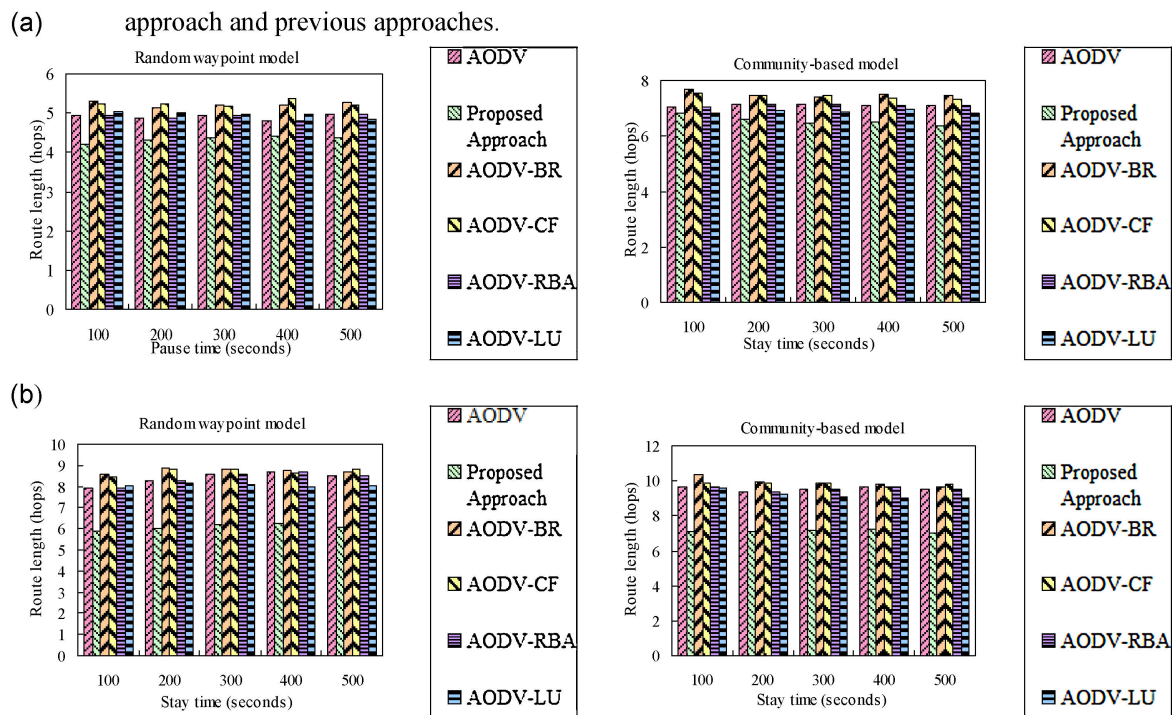 (a)
approach and previous approaches.
Random waypoint model
Route length (hops)
6
5
4
3
2
1
0
100 200 300 400 500
Pause time (seconds)
AODV
Proposed
Approach
AODV-BR
AODV-CF
AODV-RBA
AODV-LU
Community-based model
Route length (hops)
8
6
4
2
0
100 200 300 400 500
Stay time (seconds)
AODV
Proposed
Approach
AODV-BR
AODV-CF
AODV-RBA
AODV-LU
(b)
Random waypoint model
Route length (hops)
10
9
8
7
6
5
4
3
2
1
0
100 200 300 400 500
Stay time (seconds)
AODV
Proposed
Approach
AODV-BR
AODV-CF
AODV-RBA
AODV-LU
Community-based model
Route length (hops)
12
10
8
6
4
2
0
100 200 300 400 500
Stay time (seconds)
AODV
Proposed
Approach
AODV-BR
AODV-CF
AODV-RBA
AODV-LU